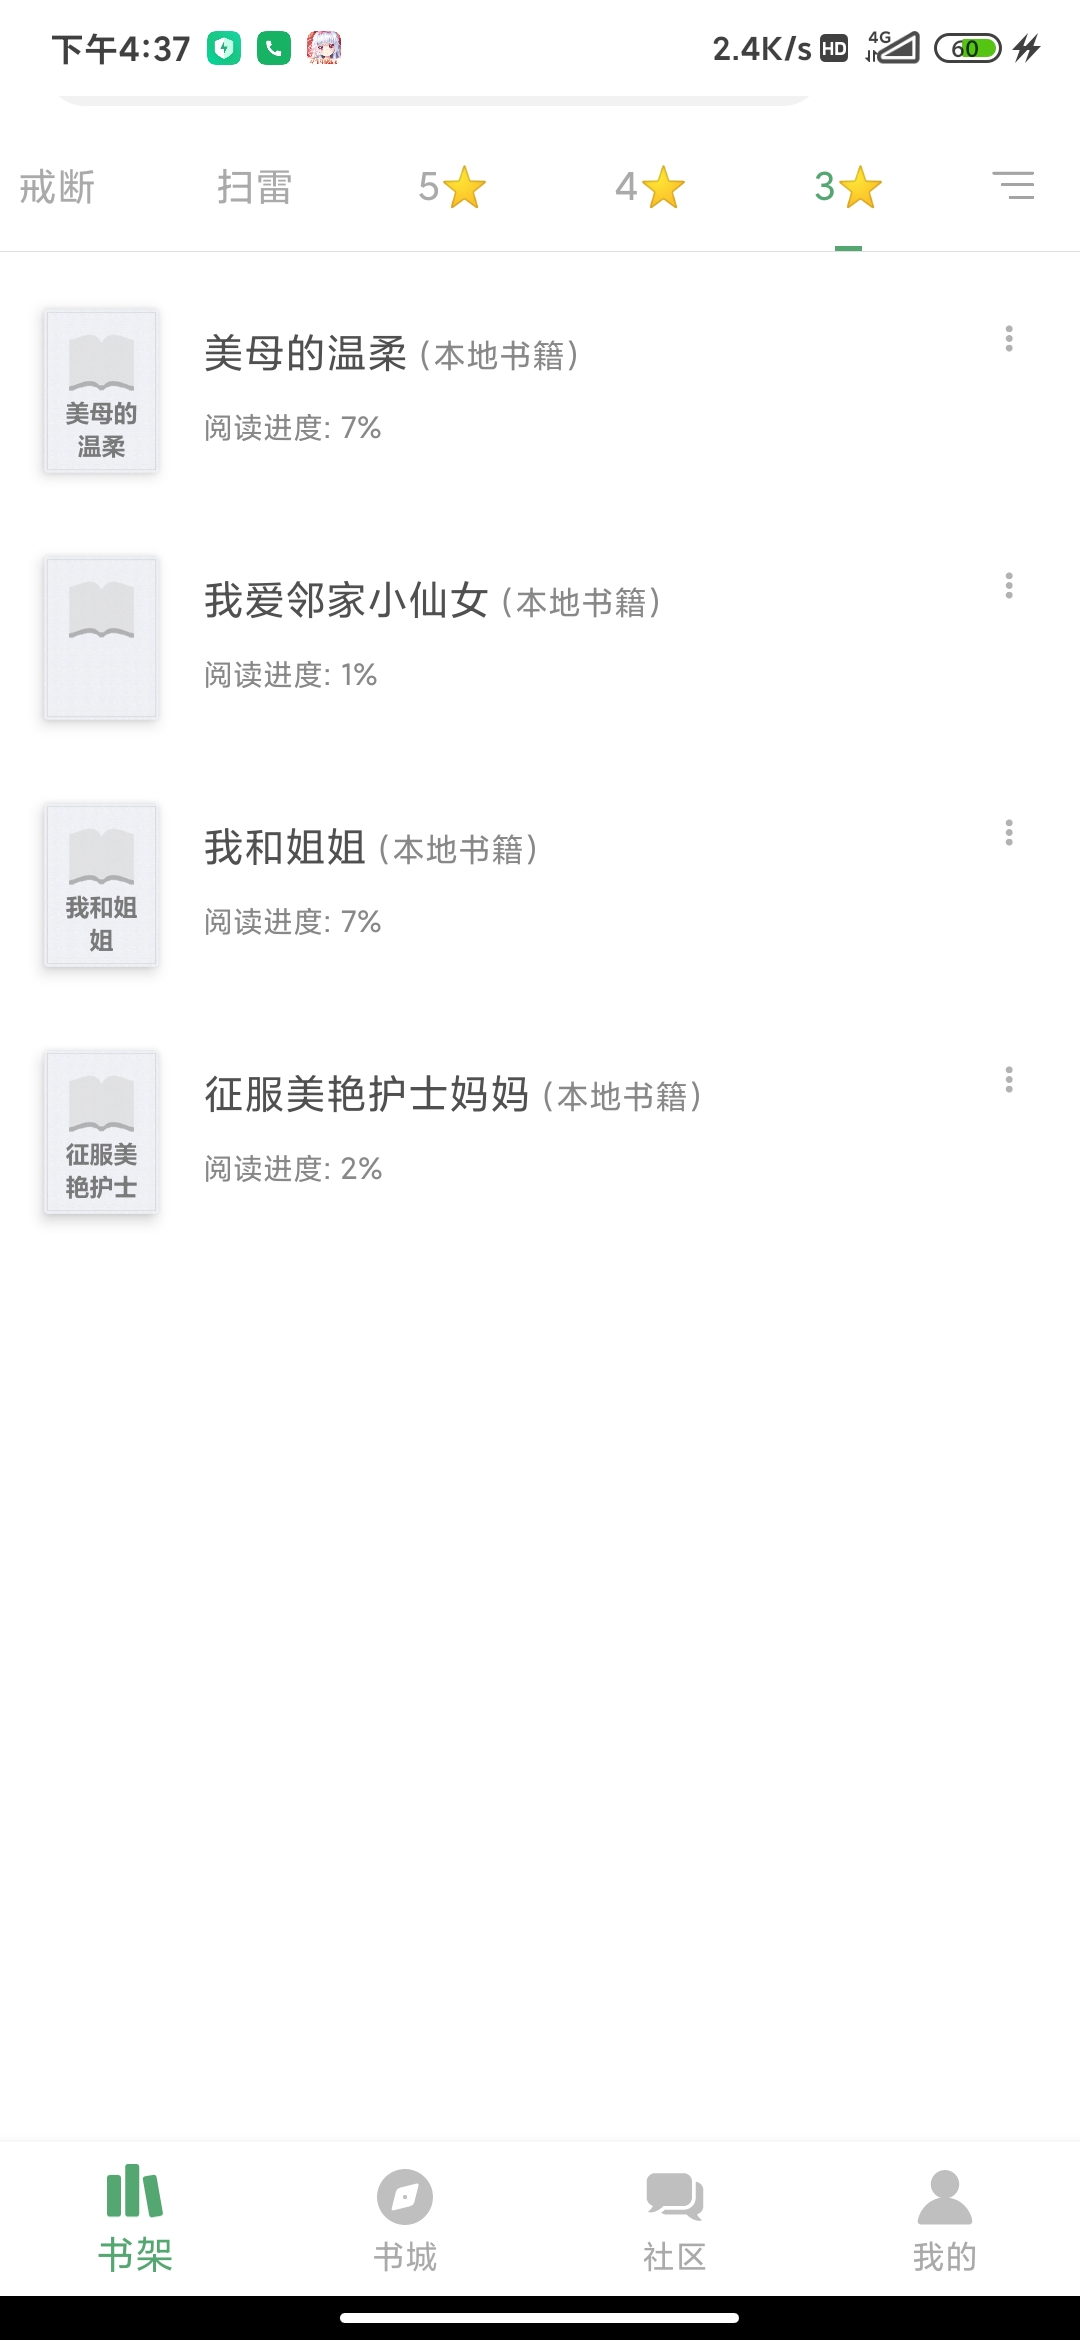 下午4:37 2.4K/s HD 4G 60
戒断 扫雷 5⭐ 4⭐ 3⭐
美母的温柔 (本地书籍)
阅读进度: 7%
美母的
温柔
我爱邻家小仙女 (本地书籍)
阅读进度: 1%
我和姐姐 (本地书籍)
阅读进度: 7%
我和姐
姐
征服美艳护士妈妈 (本地书籍)
阅读进度: 2%
征服美
艳护士
书架 书城 社区 我的